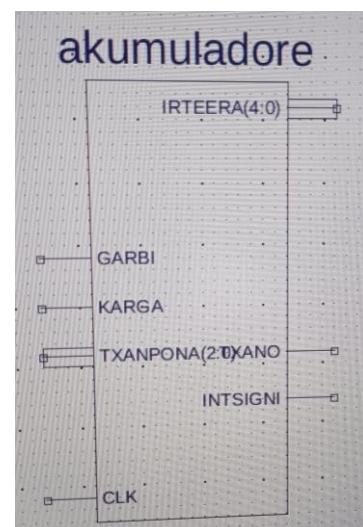 akumuladore
IRTEERA(4:0)
GARBI
KARGA
TXANPONA(2:0)
TXANO
INTSIGNI
CLK